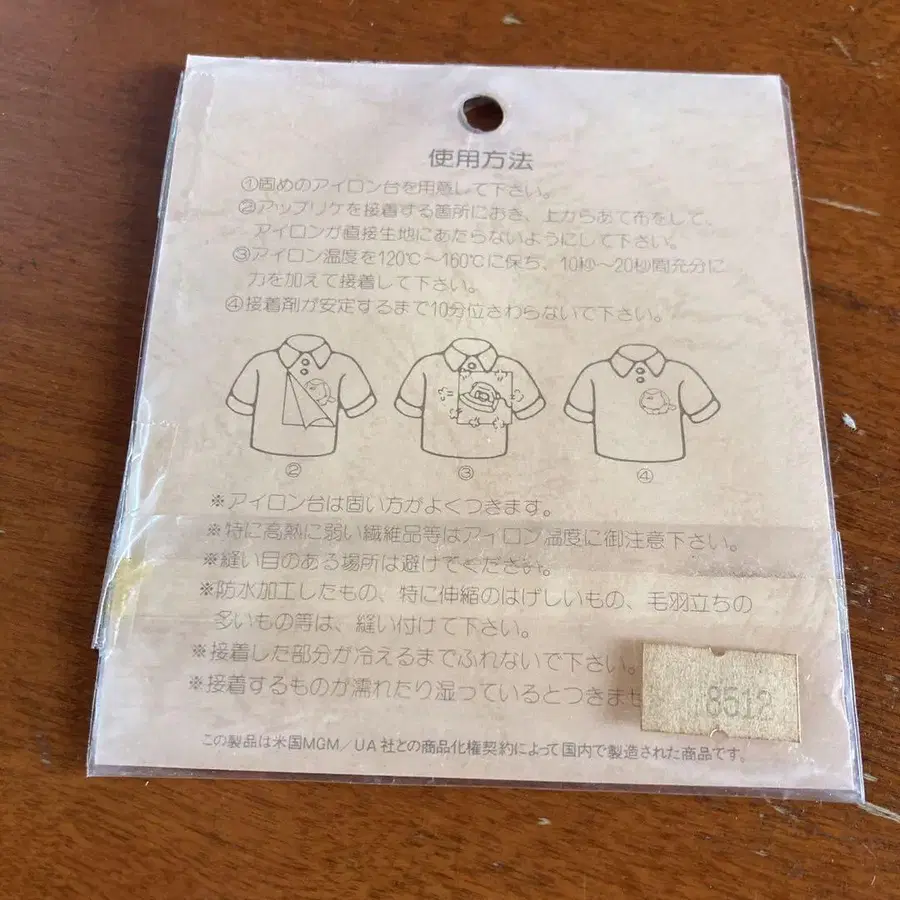 使用方法
①固めのアイロン台を用意して下さい。
②アップリケを接着する箇所におき、上からあて布をして、
アイロンが直接生地にあたらないようにして下さい。
③アイロン温度を120℃〜160℃に保ち、10秒〜20秒間充分に
力を加えて接着して下さい。
④接着剤が安定するまで10分位さわらないで下さい。
② ③ ④
※アイロン台は固い方がよくつきます。
※特に高熱に弱い繊維品等はアイロン温度に御注意下さい。
※縫い目のある場所は避けてください。
※防水加工したもの、特に伸縮のはげしいもの、毛羽立ちの
多いもの等は、縫い付けて下さい。
※接着した部分が冷えるまでふれないで下さい。
※接着するものが濡れたり湿っているとつきませ
8512
この製品は米国MGM/UA社との商品化権契約によって国内で製造された商品です。